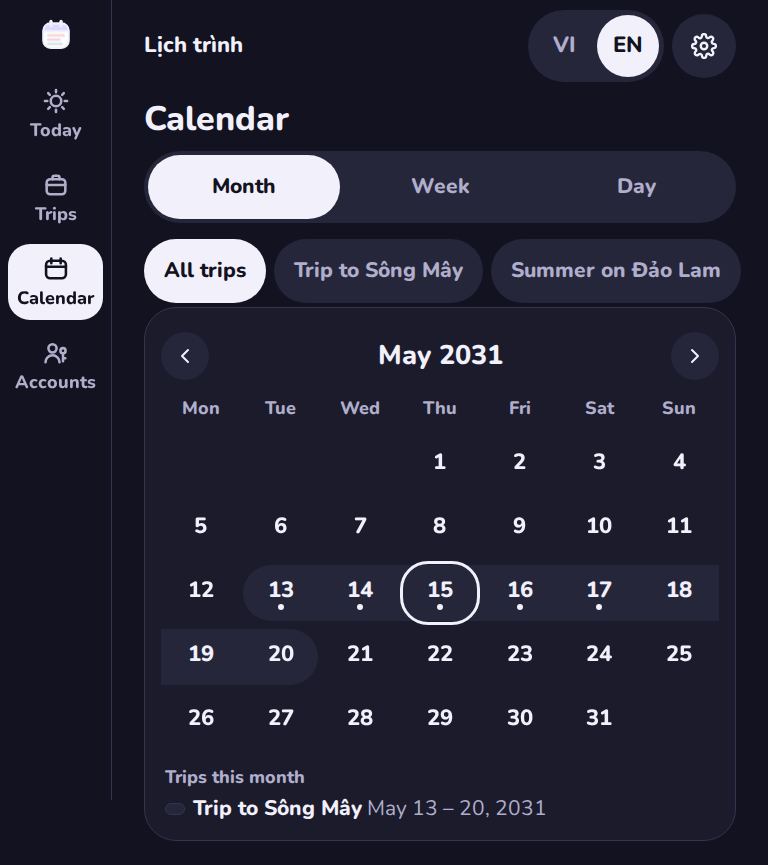 Lịch trình
VI EN
Today
Trips
Calendar
Accounts
Calendar
Month Week Day
All trips Trip to Sông Mây Summer on Đảo Lam
May 2031
Mon Tue Wed Thu Fri Sat Sun
1 2 3 4
5 6 7 8 9 10 11
12 13 14 15 16 17 18
19 20 21 22 23 24 25
26 27 28 29 30 31
Trips this month
Trip to Sông Mây May 13 – 20, 2031